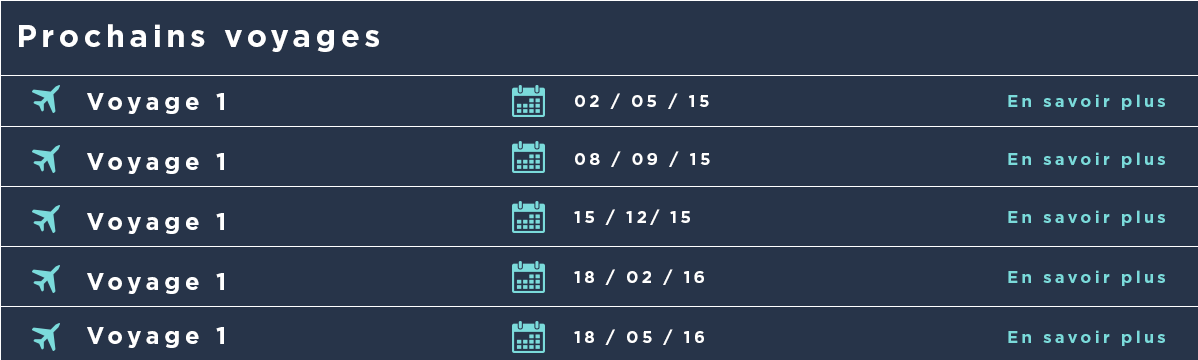 Prochains voyages
Voyage 1 02 / 05 / 15 En savoir plus
Voyage 1 08 / 09 / 15 En savoir plus
Voyage 1 15 / 12/ 15 En savoir plus
Voyage 1 18 / 02 / 16 En savoir plus
Voyage 1 18 / 05 / 16 En savoir plus